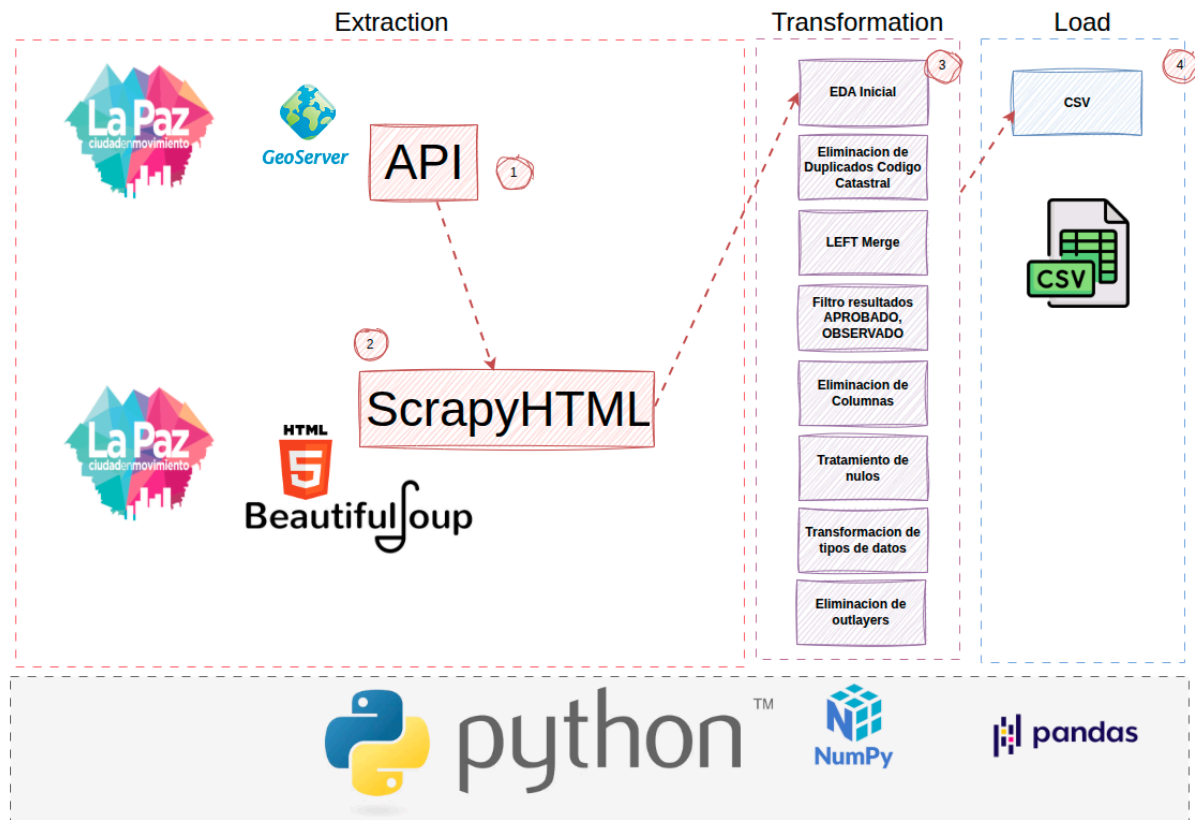 Extraction
Transformation
Load
La Paz
ciudadenmovimiento
GeoServer
API
1
2
ScrapyHTML
La Paz
ciudadenmovimiento
HTML
5
BeautifulSoup
3
EDA Inicial
Eliminacion de
Duplicados Codigo
Catastral
LEFT Merge
Filtro resultados
APROBADO,
OBSERVADO
Eliminacion de
Columnas
Tratamiento de
nulos
Transformacion de
tipos de datos
Eliminacion de
outlayers
4
CSV
CSV
python TM
NumPy
pandas